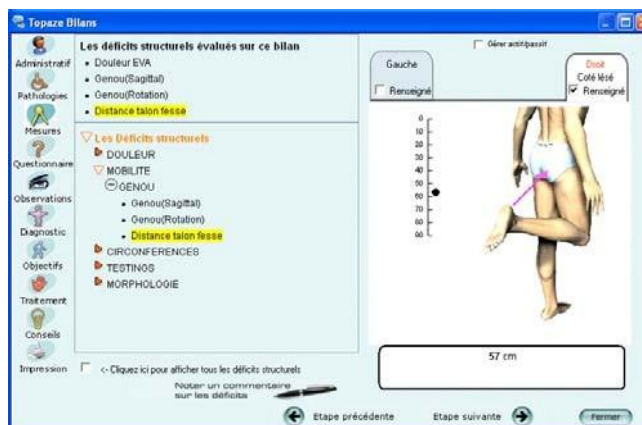 Topaze Bilans
Administratif
Pathologies
Mesures
Questionnaire
Observations
Diagnostic
Objectifs
Traitement
Conseils
Impression
Les déficits structurels évalués sur ce bilan
Douleur EVA
Genou(Sagittal)
Genou(Rotation)
Distance talon fesse
Les Déficits structurels
DOULEUR
MOBILITE
GENOU
Genou(Sagittal)
Genou(Rotation)
Distance talon fesse
CIRCONFERENCES
TESTINGS
MORPHOLOGIE
<- Cliquez ici pour afficher tous les déficits structurels
Noter un commentaire
sur les déficits
Gérer actif/passif
Gauche
Renseigné
Droit
Coté lésé
Renseigné
0
10
20
30
40
50
60
70
80
90
57 cm
Etape précédente
Etape suivante
Fermer